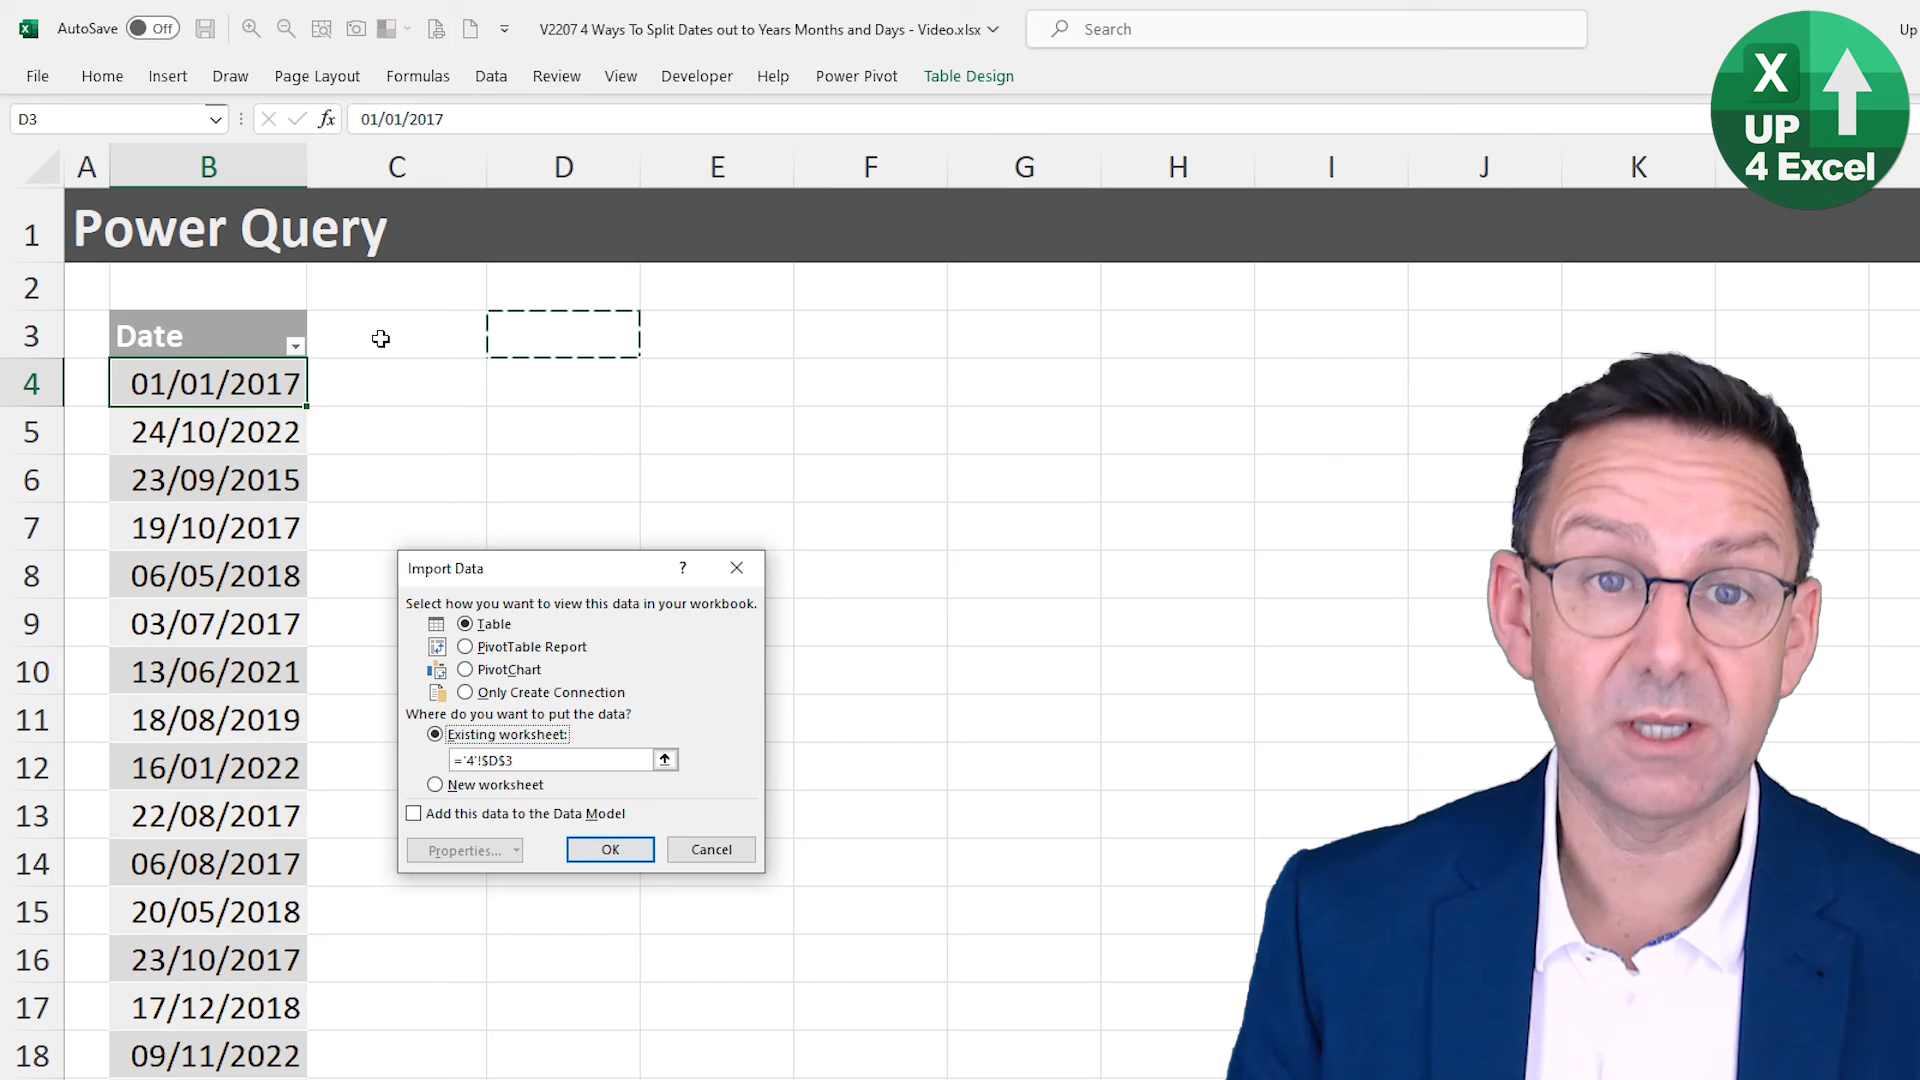 AutoSave Off V2207 4 Ways To Split Dates out to Years Months and Days - Video.xlsx Search Up
File Home Insert Draw Page Layout Formulas Data Review View Developer Help Power Pivot Table Design
X
UP
4 Excel
D3 fx 01/01/2017
A B C D E F G H I J K
1 Power Query
2
3 Date
4 01/01/2017
5 24/10/2022
6 23/09/2015
7 19/10/2017
8 06/05/2018
9 03/07/2017
10 13/06/2021
11 18/08/2019
12 16/01/2022
13 22/08/2017
14 06/08/2017
15 20/05/2018
16 23/10/2017
17 17/12/2018
18 09/11/2022
Import Data ?
Select how you want to view this data in your workbook.
Table
PivotTable Report
PivotChart
Only Create Connection
Where do you want to put the data?
Existing worksheet:
='4'!$D$3
New worksheet
Add this data to the Data Model
Properties... OK Cancel